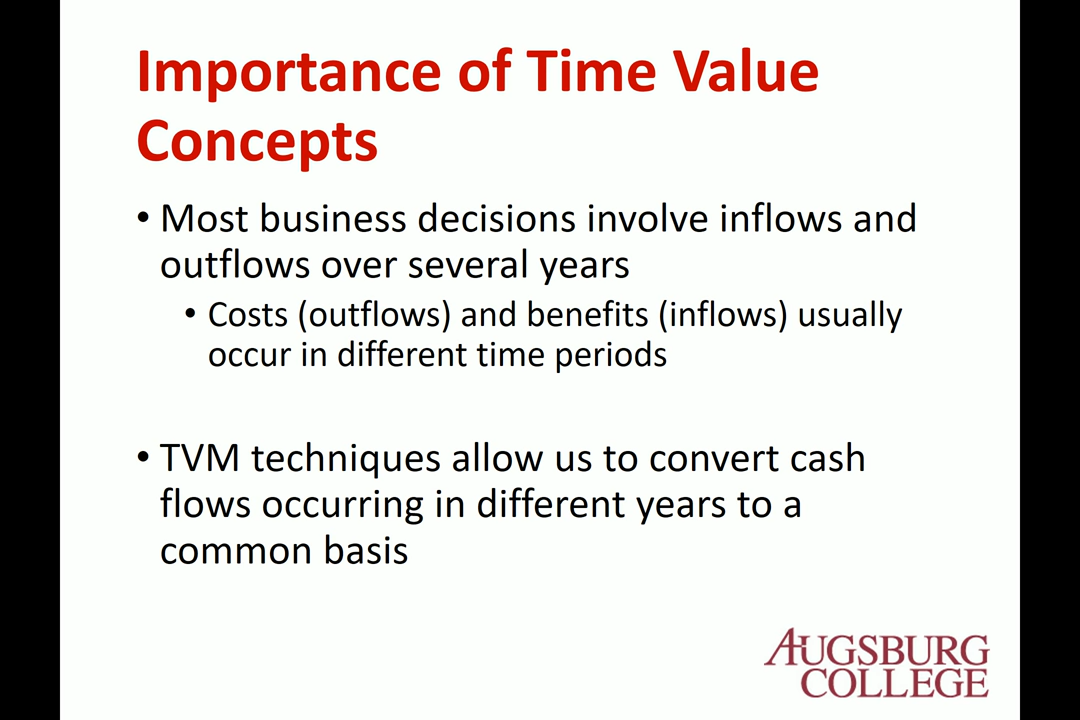 Importance of Time Value
Concepts
• Most business decisions involve inflows and
outflows over several years
• Costs (outflows) and benefits (inflows) usually
occur in different time periods
• TVM techniques allow us to convert cash
flows occurring in different years to a
common basis
AUGSBURG
COLLEGE